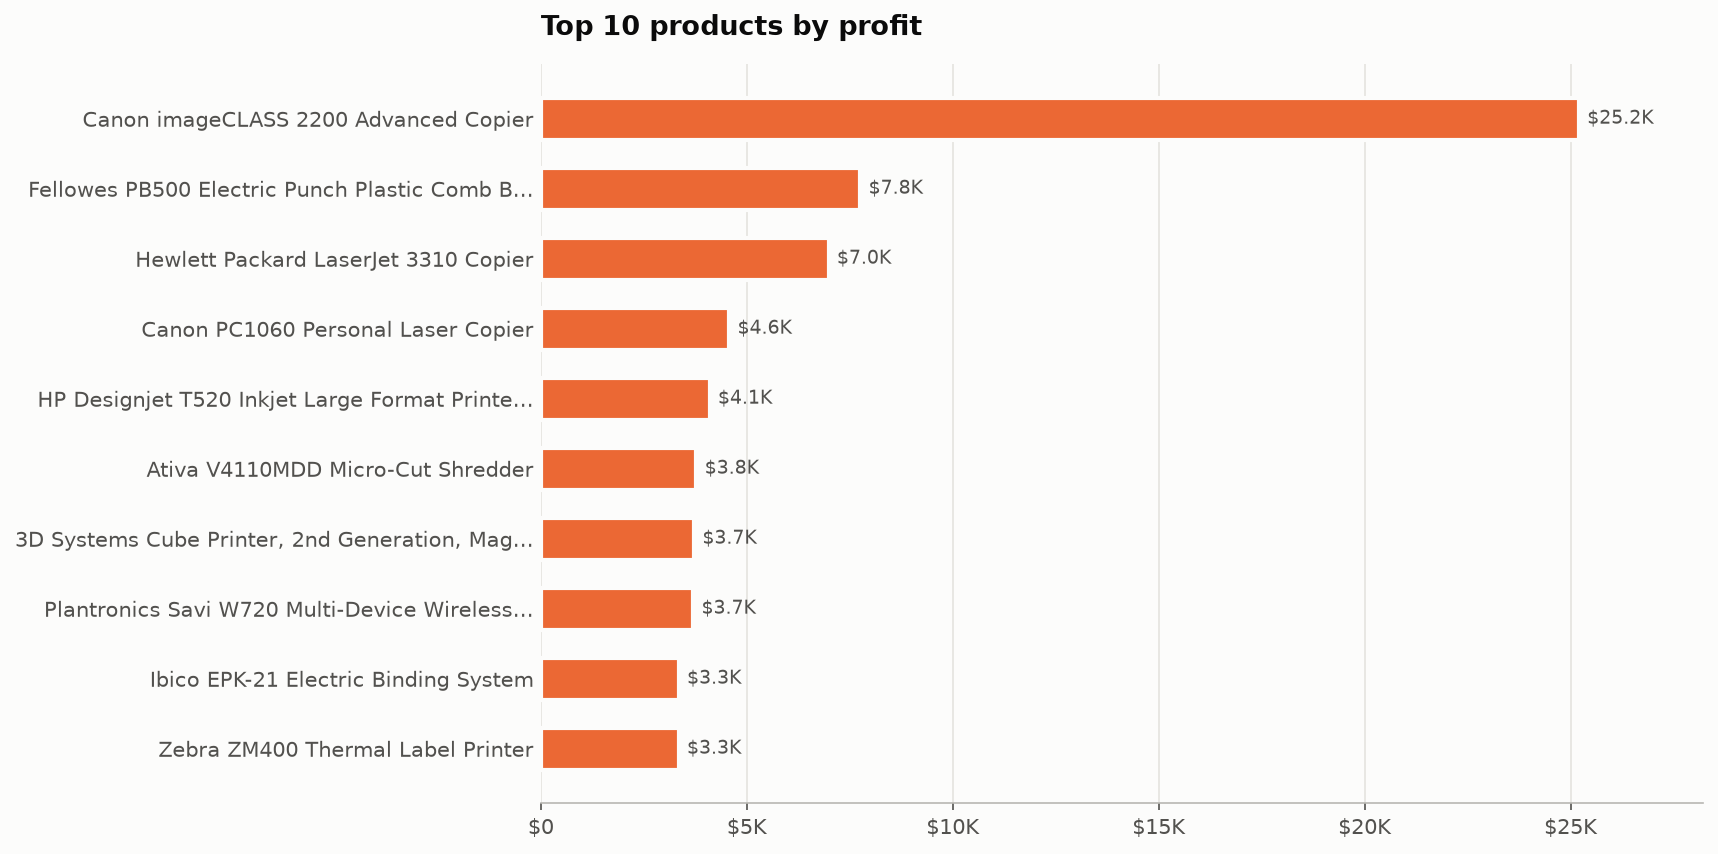 Top 10 products by profit
Canon imageCLASS 2200 Advanced Copier $25.2K
Fellowes PB500 Electric Punch Plastic Comb B… $7.8K
Hewlett Packard LaserJet 3310 Copier $7.0K
Canon PC1060 Personal Laser Copier $4.6K
HP Designjet T520 Inkjet Large Format Printe… $4.1K
Ativa V4110MDD Micro-Cut Shredder $3.8K
3D Systems Cube Printer, 2nd Generation, Mag… $3.7K
Plantronics Savi W720 Multi-Device Wireless… $3.7K
Ibico EPK-21 Electric Binding System $3.3K
Zebra ZM400 Thermal Label Printer $3.3K
$0 $5K $10K $15K $20K $25K